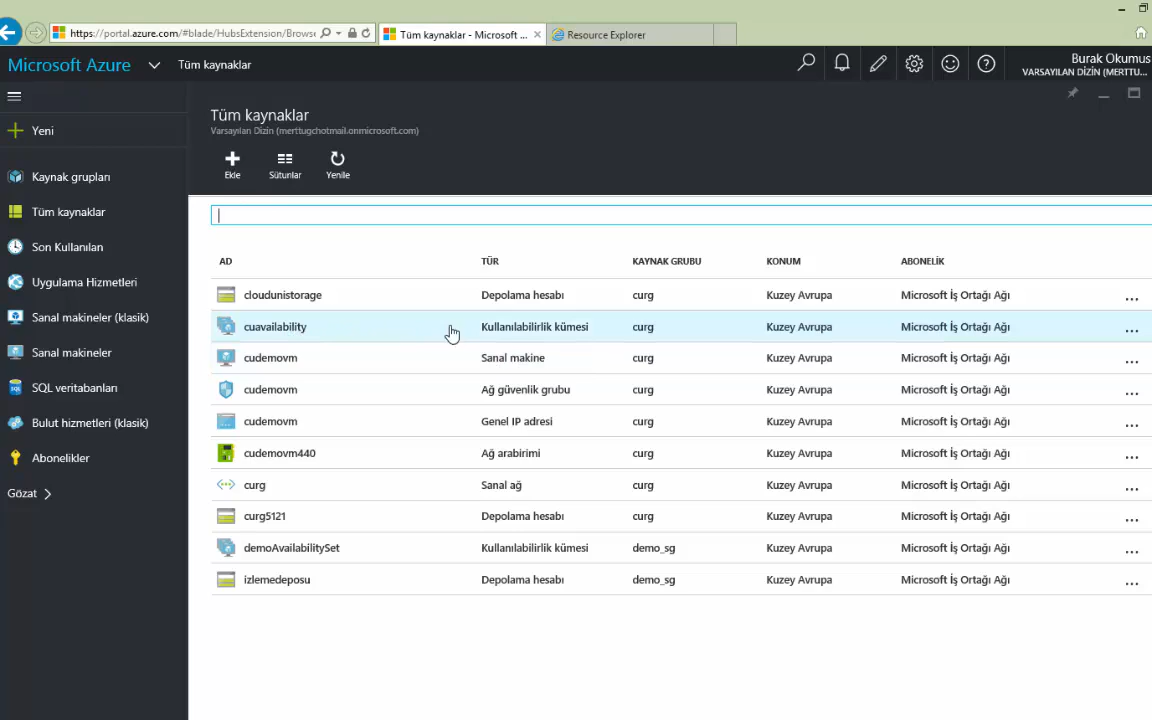 https://portal.azure.com/#blade/HubsExtension/Browse
Tüm kaynaklar - Microsoft ...
Resource Explorer
Microsoft Azure
Tüm kaynaklar
Burak Okumus
VARSAYILAN DİZİN (MERTTU...
Yeni
Kaynak grupları
Tüm kaynaklar
Son Kullanılan
Uygulama Hizmetleri
Sanal makineler (klasik)
Sanal makineler
SQL veritabanları
Bulut hizmetleri (klasik)
Abonelikler
Gözat
Tüm kaynaklar
Varsayılan Dizin (merttugchotmail.onmicrosoft.com)
Ekle Sütunlar Yenile
AD TÜR KAYNAK GRUBU KONUM ABONELİK
cloudunistorage Depolama hesabı curg Kuzey Avrupa Microsoft İş Ortağı Ağı ...
cuavailability Kullanılabilirlik kümesi curg Kuzey Avrupa Microsoft İş Ortağı Ağı ...
cudemovm Sanal makine curg Kuzey Avrupa Microsoft İş Ortağı Ağı ...
cudemovm Ağ güvenlik grubu curg Kuzey Avrupa Microsoft İş Ortağı Ağı ...
cudemovm Genel IP adresi curg Kuzey Avrupa Microsoft İş Ortağı Ağı ...
cudemovm440 Ağ arabirimi curg Kuzey Avrupa Microsoft İş Ortağı Ağı ...
curg Sanal ağ curg Kuzey Avrupa Microsoft İş Ortağı Ağı ...
curg5121 Depolama hesabı curg Kuzey Avrupa Microsoft İş Ortağı Ağı ...
demoAvailabilitySet Kullanılabilirlik kümesi demo_sg Kuzey Avrupa Microsoft İş Ortağı Ağı ...
izlemedeposu Depolama hesabı demo_sg Kuzey Avrupa Microsoft İş Ortağı Ağı ...